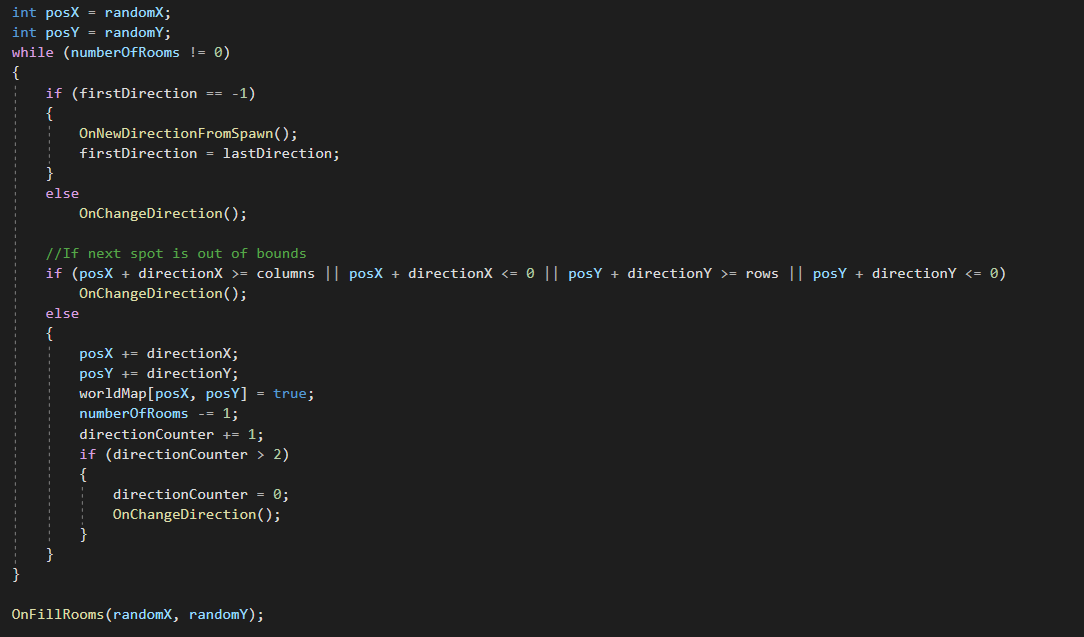 int posX = randomX;
int posY = randomY;
while (numberOfRooms != 0)
{
    if (firstDirection == -1)
    {
        OnNewDirectionFromSpawn();
        firstDirection = lastDirection;
    }
    else
        OnChangeDirection();

    //If next spot is out of bounds
    if (posX + directionX >= columns || posX + directionX <= 0 || posY + directionY >= rows || posY + directionY <= 0)
        OnChangeDirection();
    else
    {
        posX += directionX;
        posY += directionY;
        worldMap[posX, posY] = true;
        numberOfRooms -= 1;
        directionCounter += 1;
        if (directionCounter > 2)
        {
            directionCounter = 0;
            OnChangeDirection();
        }
    }
}

OnFillRooms(randomX, randomY);